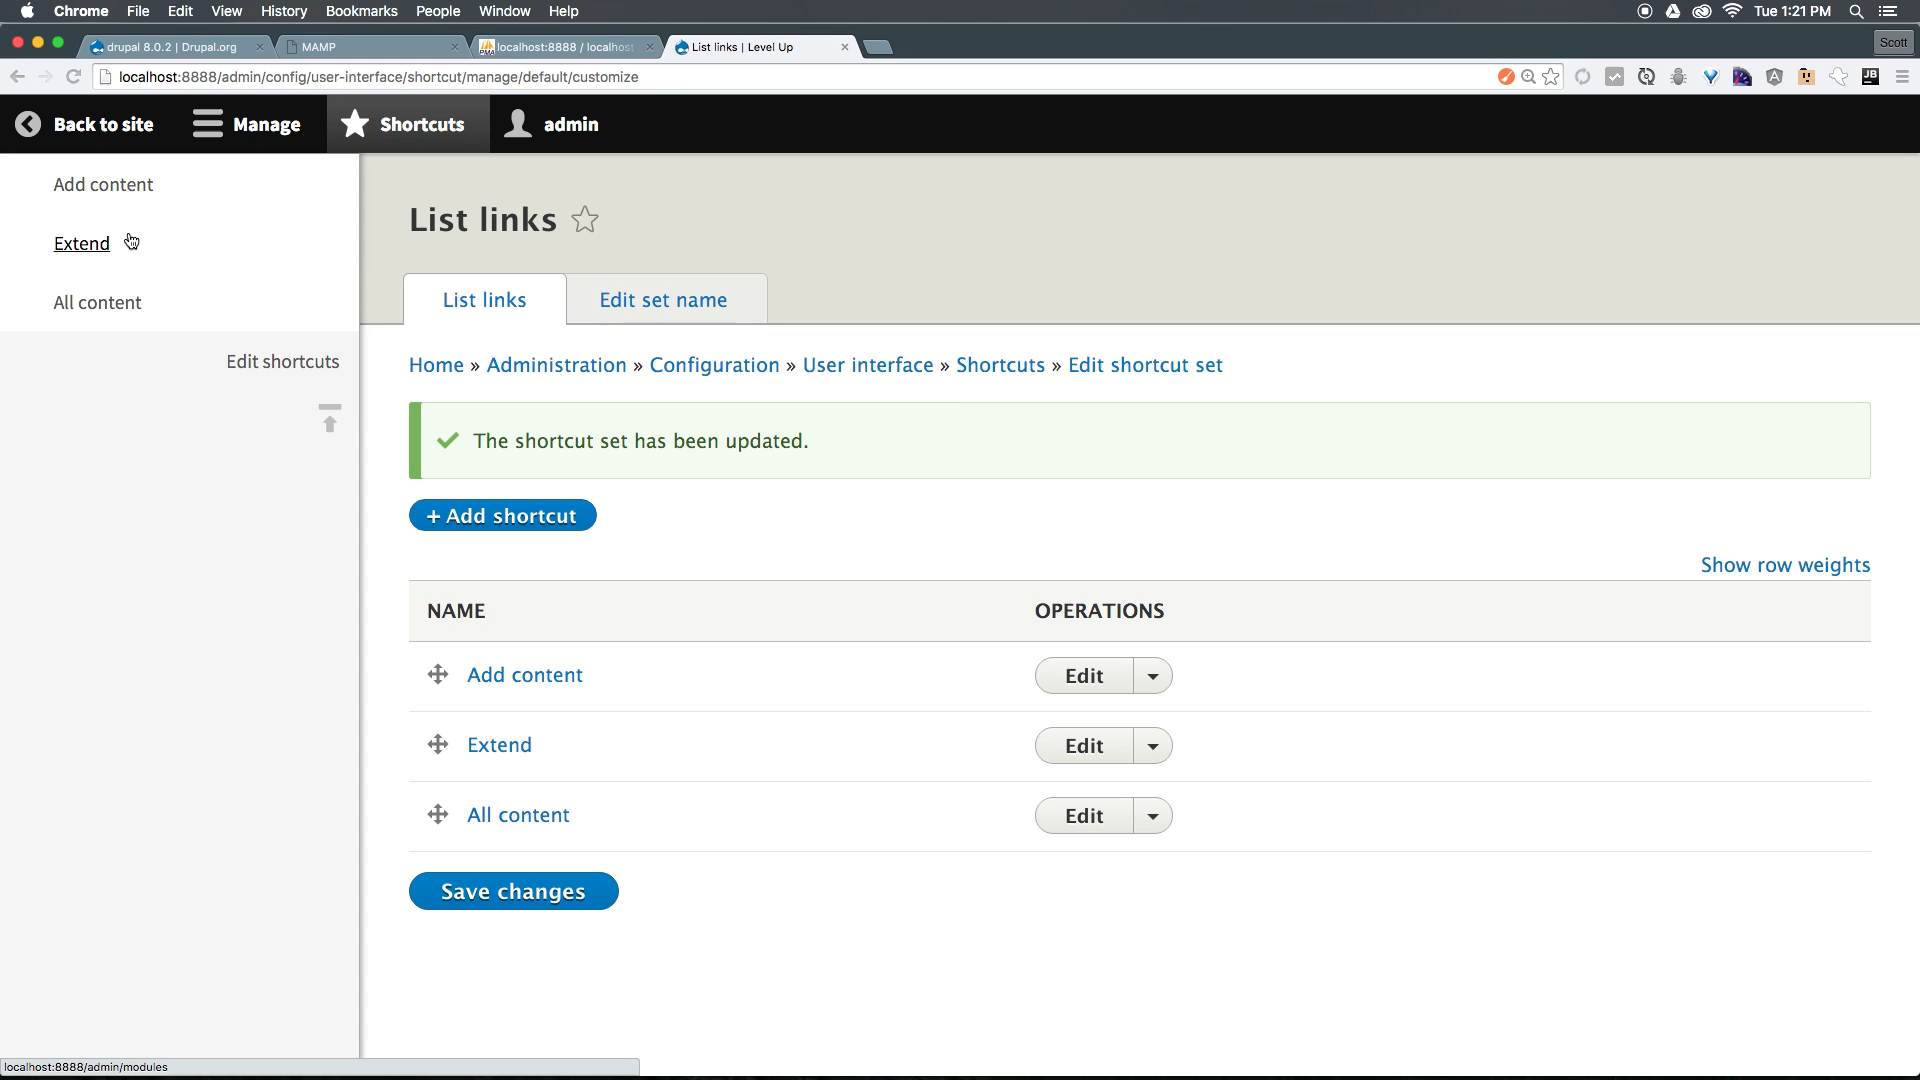 Chrome File Edit View History Bookmarks People Window Help Tue 1:21 PM
drupal 8.0.2 | Drupal.org MAMP localhost:8888 / localhost List links | Level Up Scott
localhost:8888/admin/config/user-interface/shortcut/manage/default/customize JB
Back to site Manage Shortcuts admin
Add content
Extend
All content
Edit shortcuts
List links
List links Edit set name
Home » Administration » Configuration » User interface » Shortcuts » Edit shortcut set
The shortcut set has been updated.
+ Add shortcut
Show row weights
NAME OPERATIONS
Add content Edit
Extend Edit
All content Edit
Save changes
localhost:8888/admin/modules